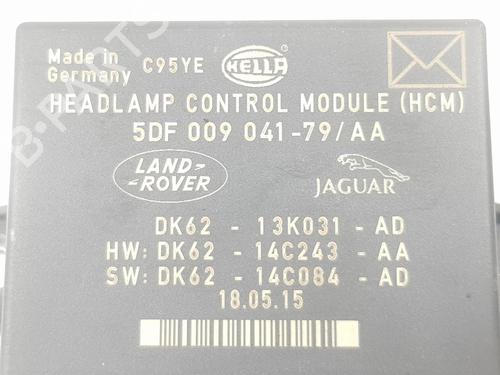 Made in
Germany
C95YE
HELLA
HEADLAMP CONTROL MODULE (HCM)
5DF 009 041-79/AA
LAND-
ROVER
JAGUAR
DK62 - 13K031 - AD
HW: DK62 - 14C243 - AA
SW: DK62 - 14C084 - AD
18.05.15
B-PARTS